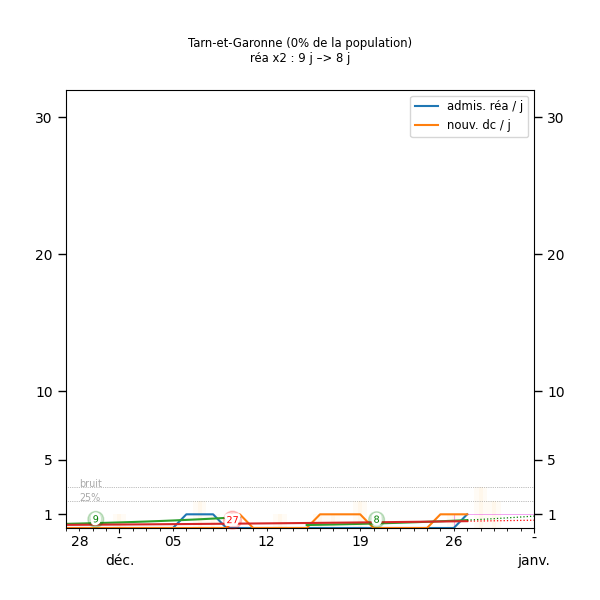 Tarn-et-Garonne (0% de la population)
réa x2 : 9 j –> 8 j
admis. réa / j
nouv. dc / j
30 30
20 20
10 10
5 5
bruit
25%
1 1
9 27 8
28 - 05 12 19 26 -
déc. janv.